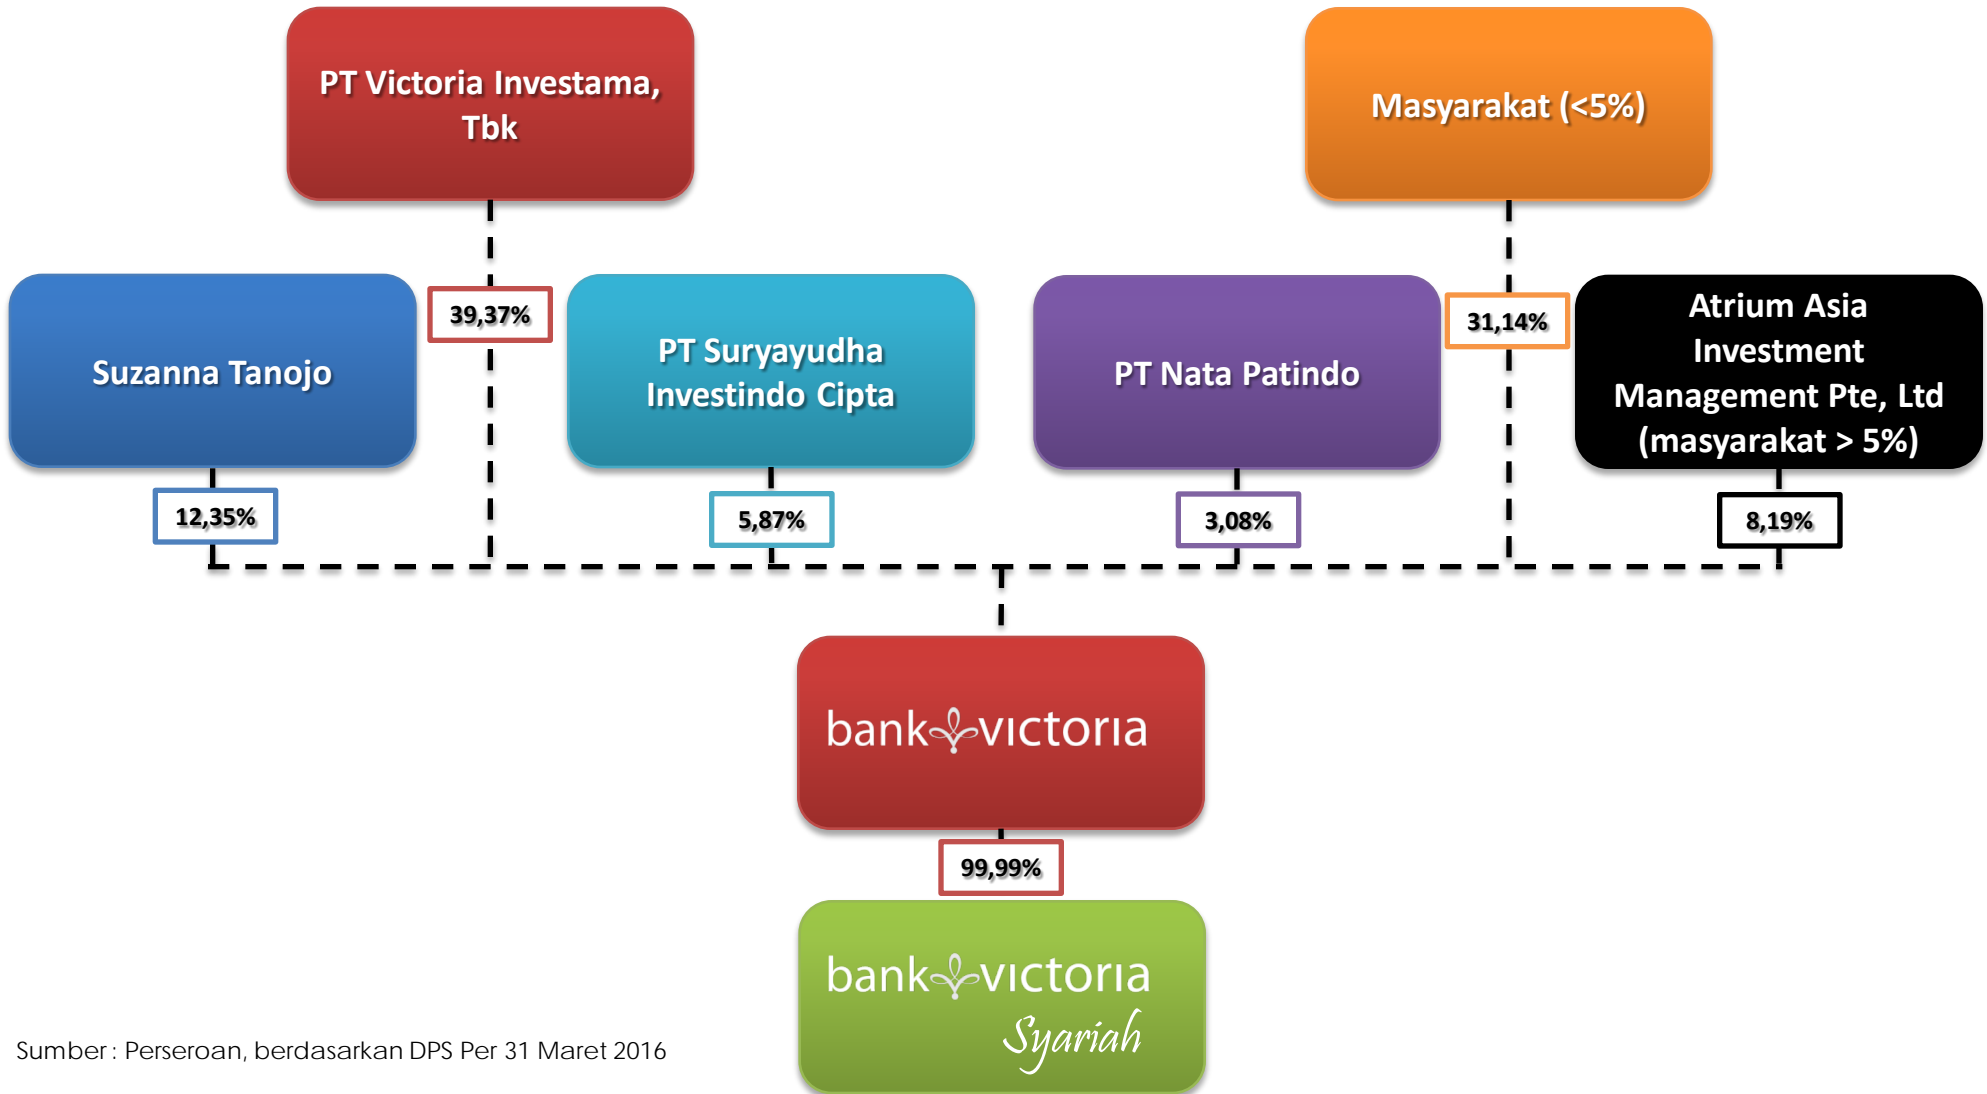 PT Victoria Investama,
Tbk
Masyarakat (<5%)
Suzanna Tanojo
39,37%
PT Suryayudha
Investindo Cipta
PT Nata Patindo
31,14%
Atrium Asia
Investment
Management Pte, Ltd
(masyarakat > 5%)
12,35%
5,87%
3,08%
8,19%
bank victoria
99,99%
bank victoria
Syariah
Sumber : Perseroan, berdasarkan DPS Per 31 Maret 2016